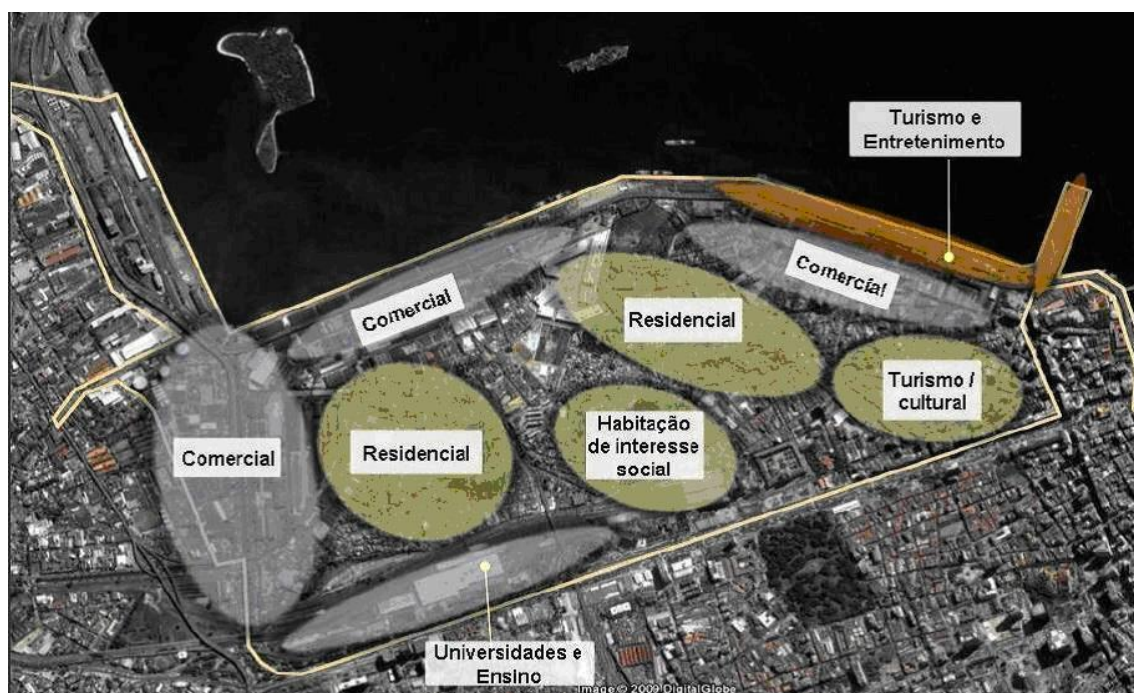 Turismo e
Entretenimento
Comercial
Comercial
Residencial
Turismo /
cultural
Comercial
Residencial
Habitação
de interesse
social
Universidades e
Ensino
Image © 2009 DigitalGlobe